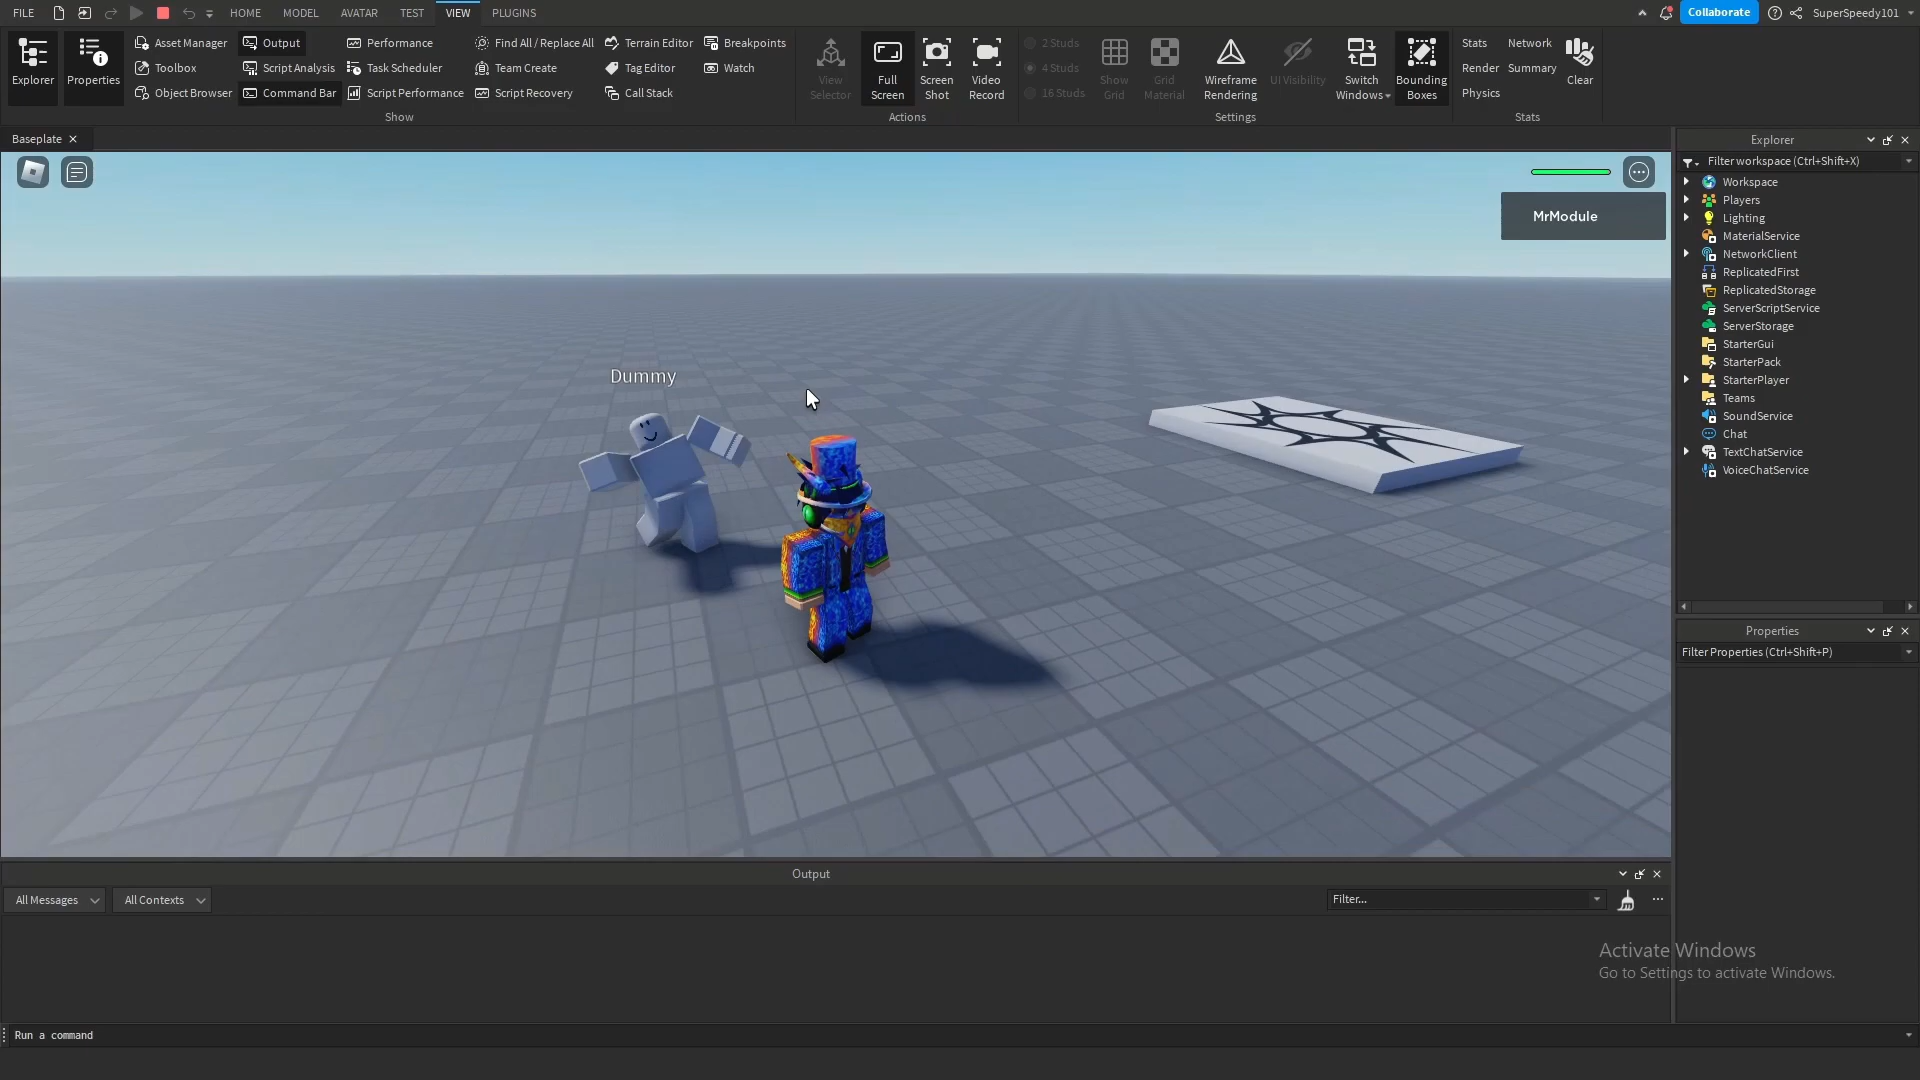 FILE HOME MODEL AVATAR TEST VIEW PLUGINS Collaborate SuperSpeedy101
Explorer
Properties
Asset Manager
Toolbox
Object Browser
Output
Script Analysis
Command Bar
Performance
Task Scheduler
Script Performance
Find All / Replace All
Team Create
Script Recovery
Terrain Editor
Tag Editor
Call Stack
Breakpoints
Watch
Show
View
Selector
Full
Screen
Screen
Shot
Video
Record
Actions
2 Studs
4 Studs
16 Studs
Show
Grid
Grid
Material
Wireframe
Rendering
UI Visibility
Switch
Windows
Bounding
Boxes
Settings
Stats
Render
Physics
Network
Summary
Clear
Stats
Baseplate
MrModule
Dummy
Explorer
Filter workspace (Ctrl+Shift+X)
Workspace
Players
Lighting
MaterialService
NetworkClient
ReplicatedFirst
ReplicatedStorage
ServerScriptService
ServerStorage
StarterGui
StarterPack
StarterPlayer
Teams
SoundService
Chat
TextChatService
VoiceChatService
Properties
Filter Properties (Ctrl+Shift+P)
Output
All Messages All Contexts Filter...
Activate Windows
Go to Settings to activate Windows.
Run a command